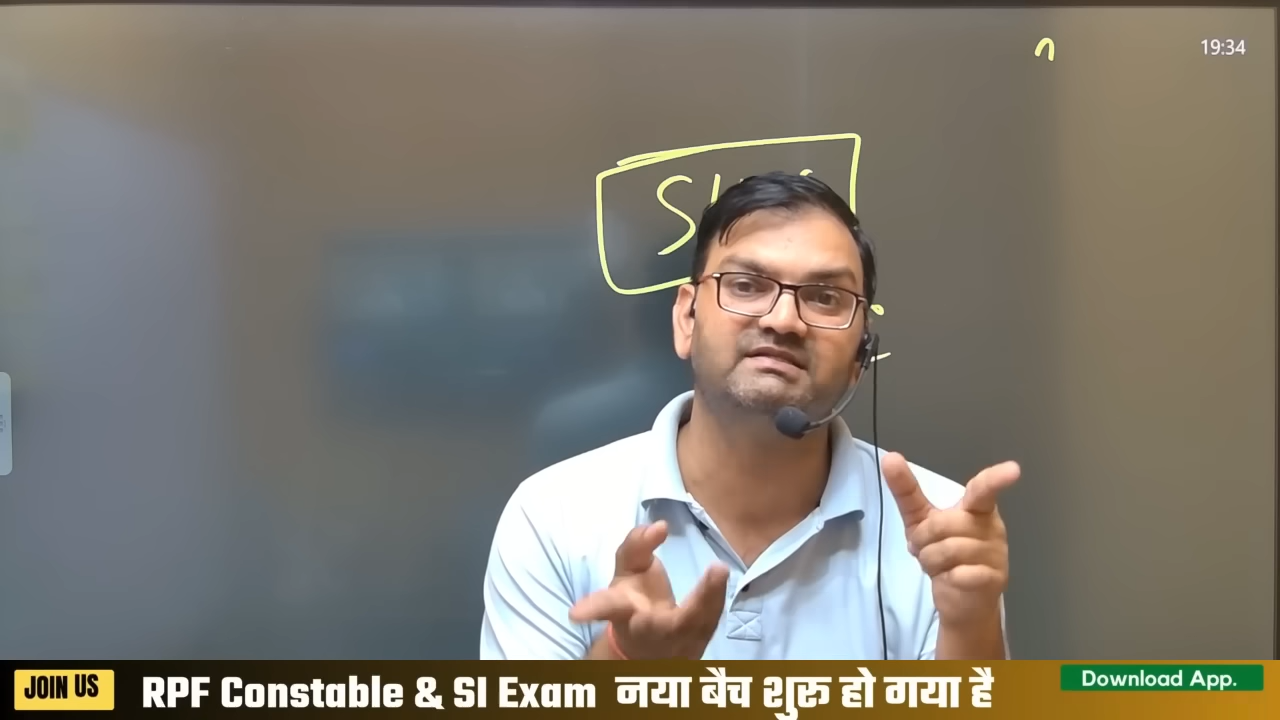 19:34
JOIN US
RPF Constable & SI Exam नया बैच शुरू हो गया है
Download App.